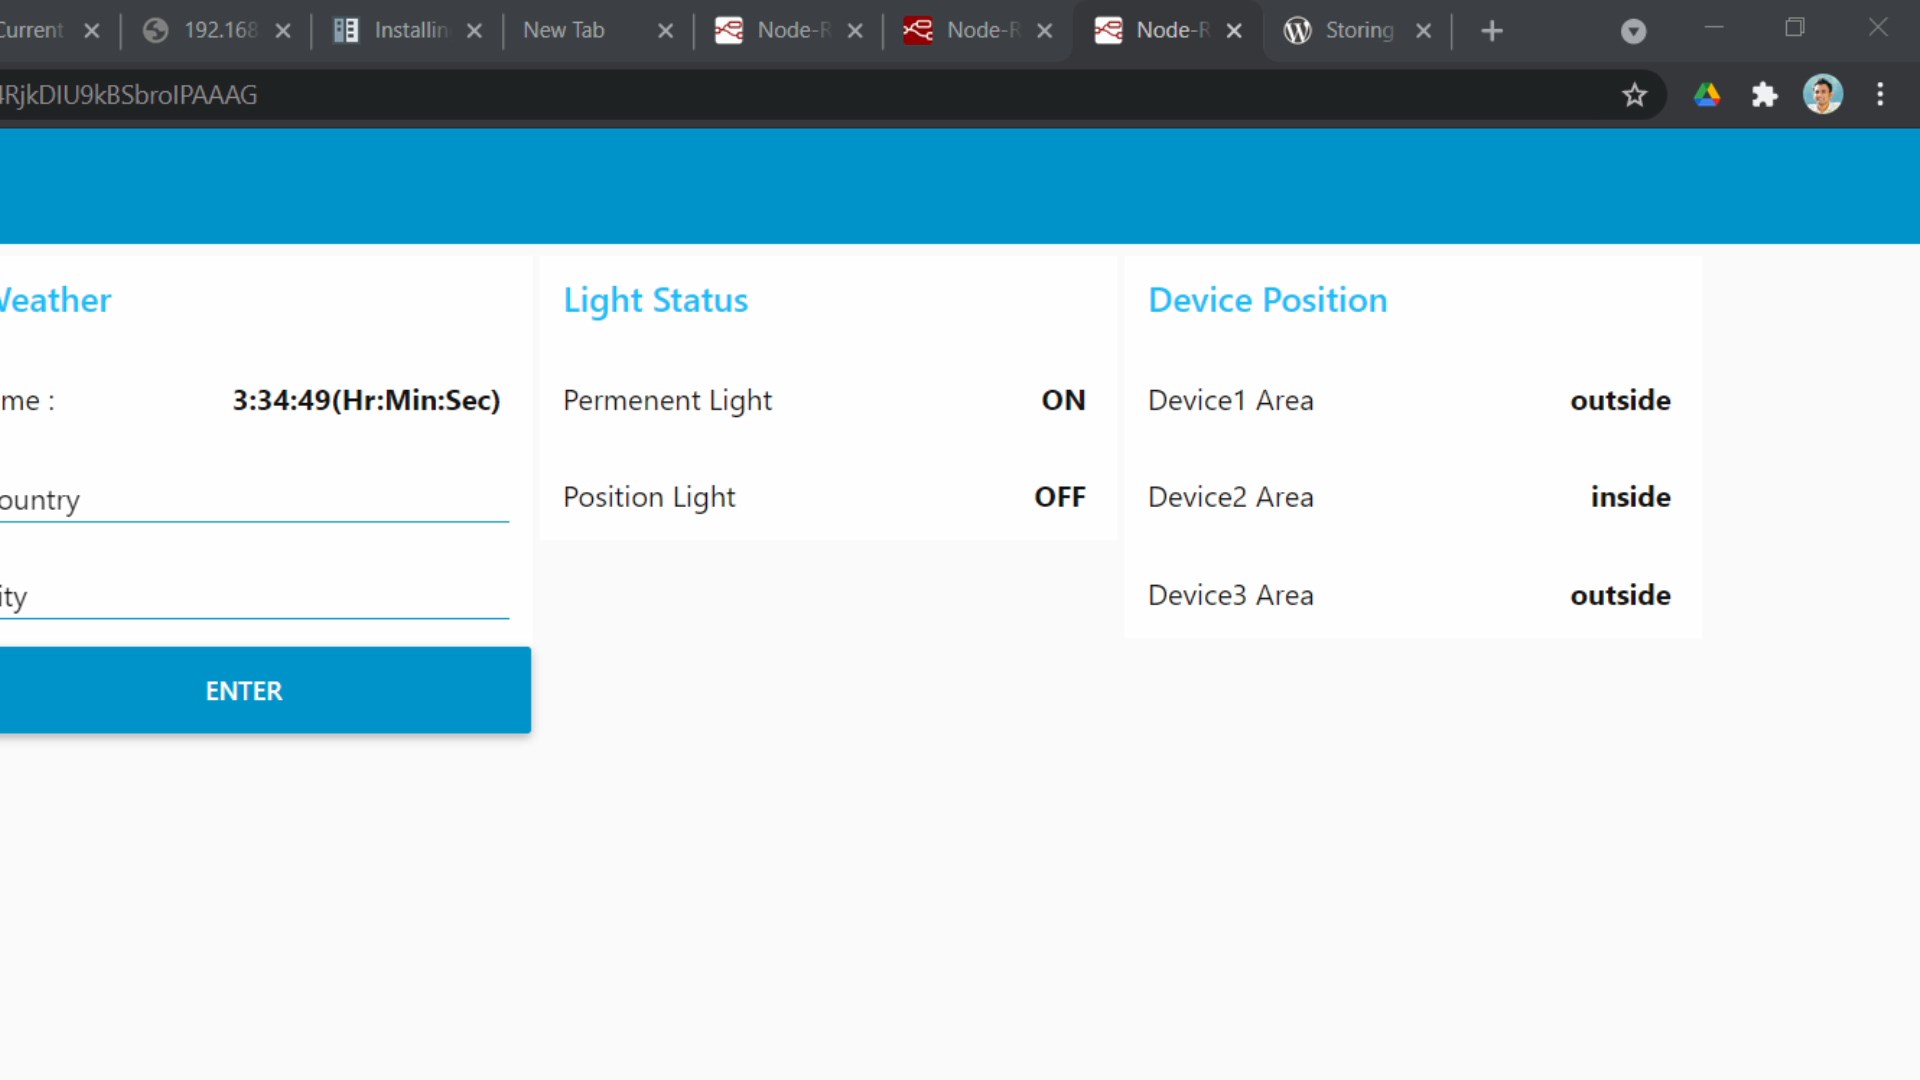 Current 192.168 Installin New Tab Node-R Node-R Node-R Storing
RjkDIU9kBSbroIPAAAG
Weather
me : 3:34:49(Hr:Min:Sec)
ountry
ity
ENTER
Light Status
Permenent Light ON
Position Light OFF
Device Position
Device1 Area outside
Device2 Area inside
Device3 Area outside